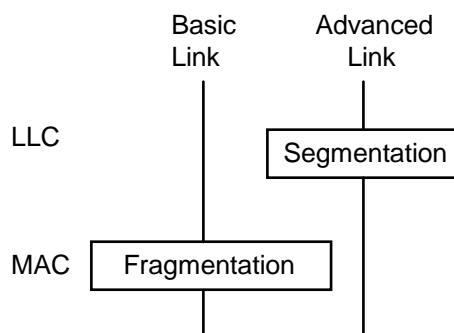 Basic Advanced
Link Link
LLC
Segmentation
MAC Fragmentation